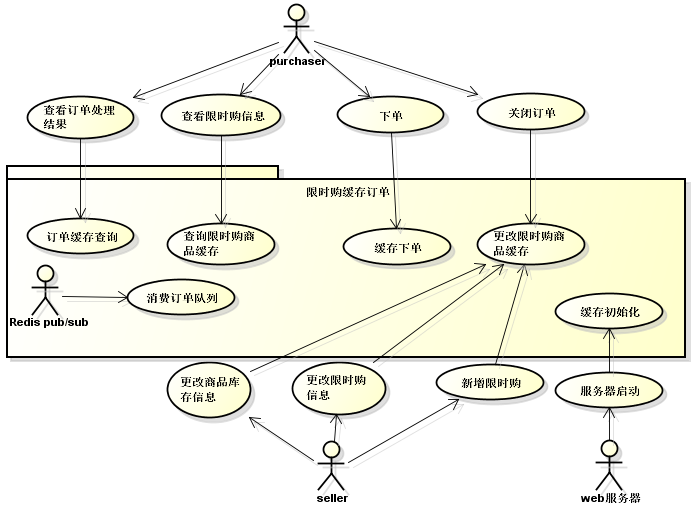 purchaser
查看订单处理
结果
查看限时购信息
下单
关闭订单
限时购缓存订单
订单缓存查询
查询限时购商
品缓存
缓存下单
更改限时购商
品缓存
Redis pub/sub
消费订单队列
缓存初始化
更改商品库
存信息
更改限时购
信息
新增限时购
服务器启动
seller
web服务器